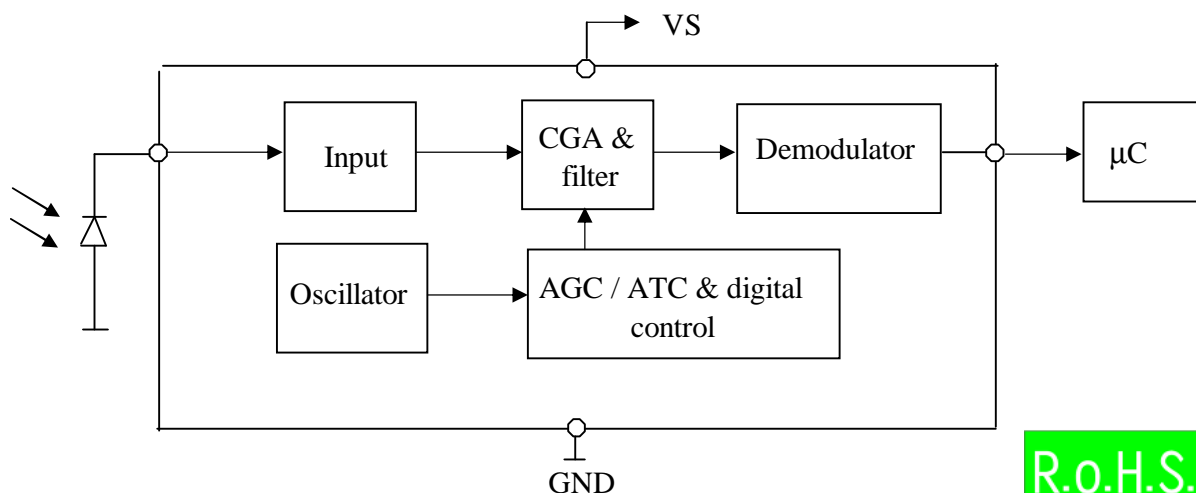 VS
Input
CGA &
filter
Demodulator
μC
Oscillator
AGC / ATC & digital
control
GND
R.o.H.S.